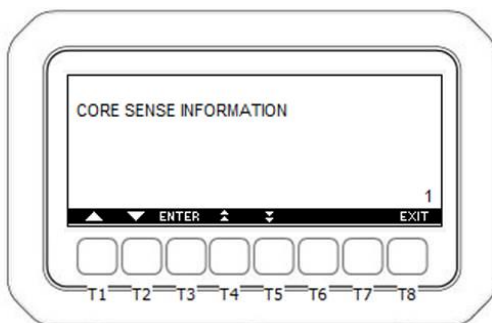 CORE SENSE INFORMATION
1
ENTER EXIT
T1 T2 T3 T4 T5 T6 T7 T8